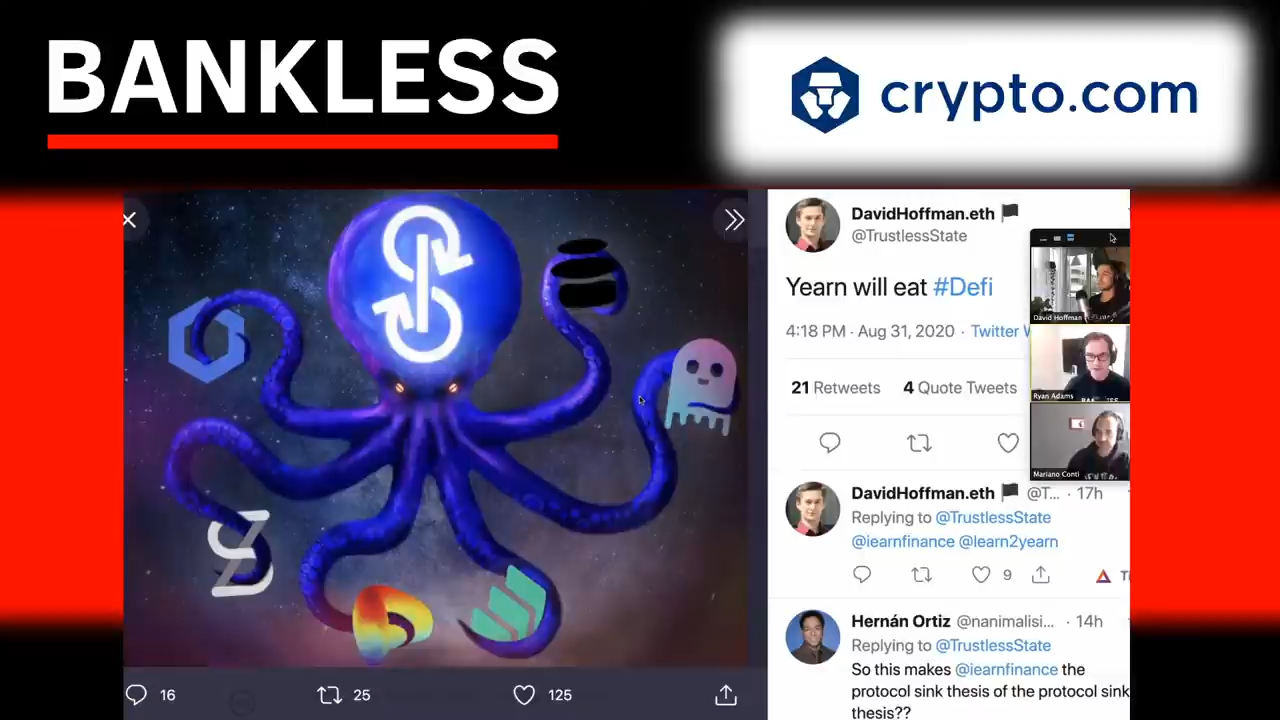 BANKLESS
crypto.com
DavidHoffman.eth
@TrustlessState
Yearn will eat #Defi
4:18 PM · Aug 31, 2020 · Twitter
21 Retweets 4 Quote Tweets
David Hoffman
Ryan Adams
Mariano Conti
DavidHoffman.eth @T... · 17h
Replying to @TrustlessState
@iearnfinance @learn2yearn
9
Hernán Ortiz @nanimalisi... · 14h
Replying to @TrustlessState
So this makes @iearnfinance the
protocol sink thesis of the protocol sink
thesis??
16 25 125